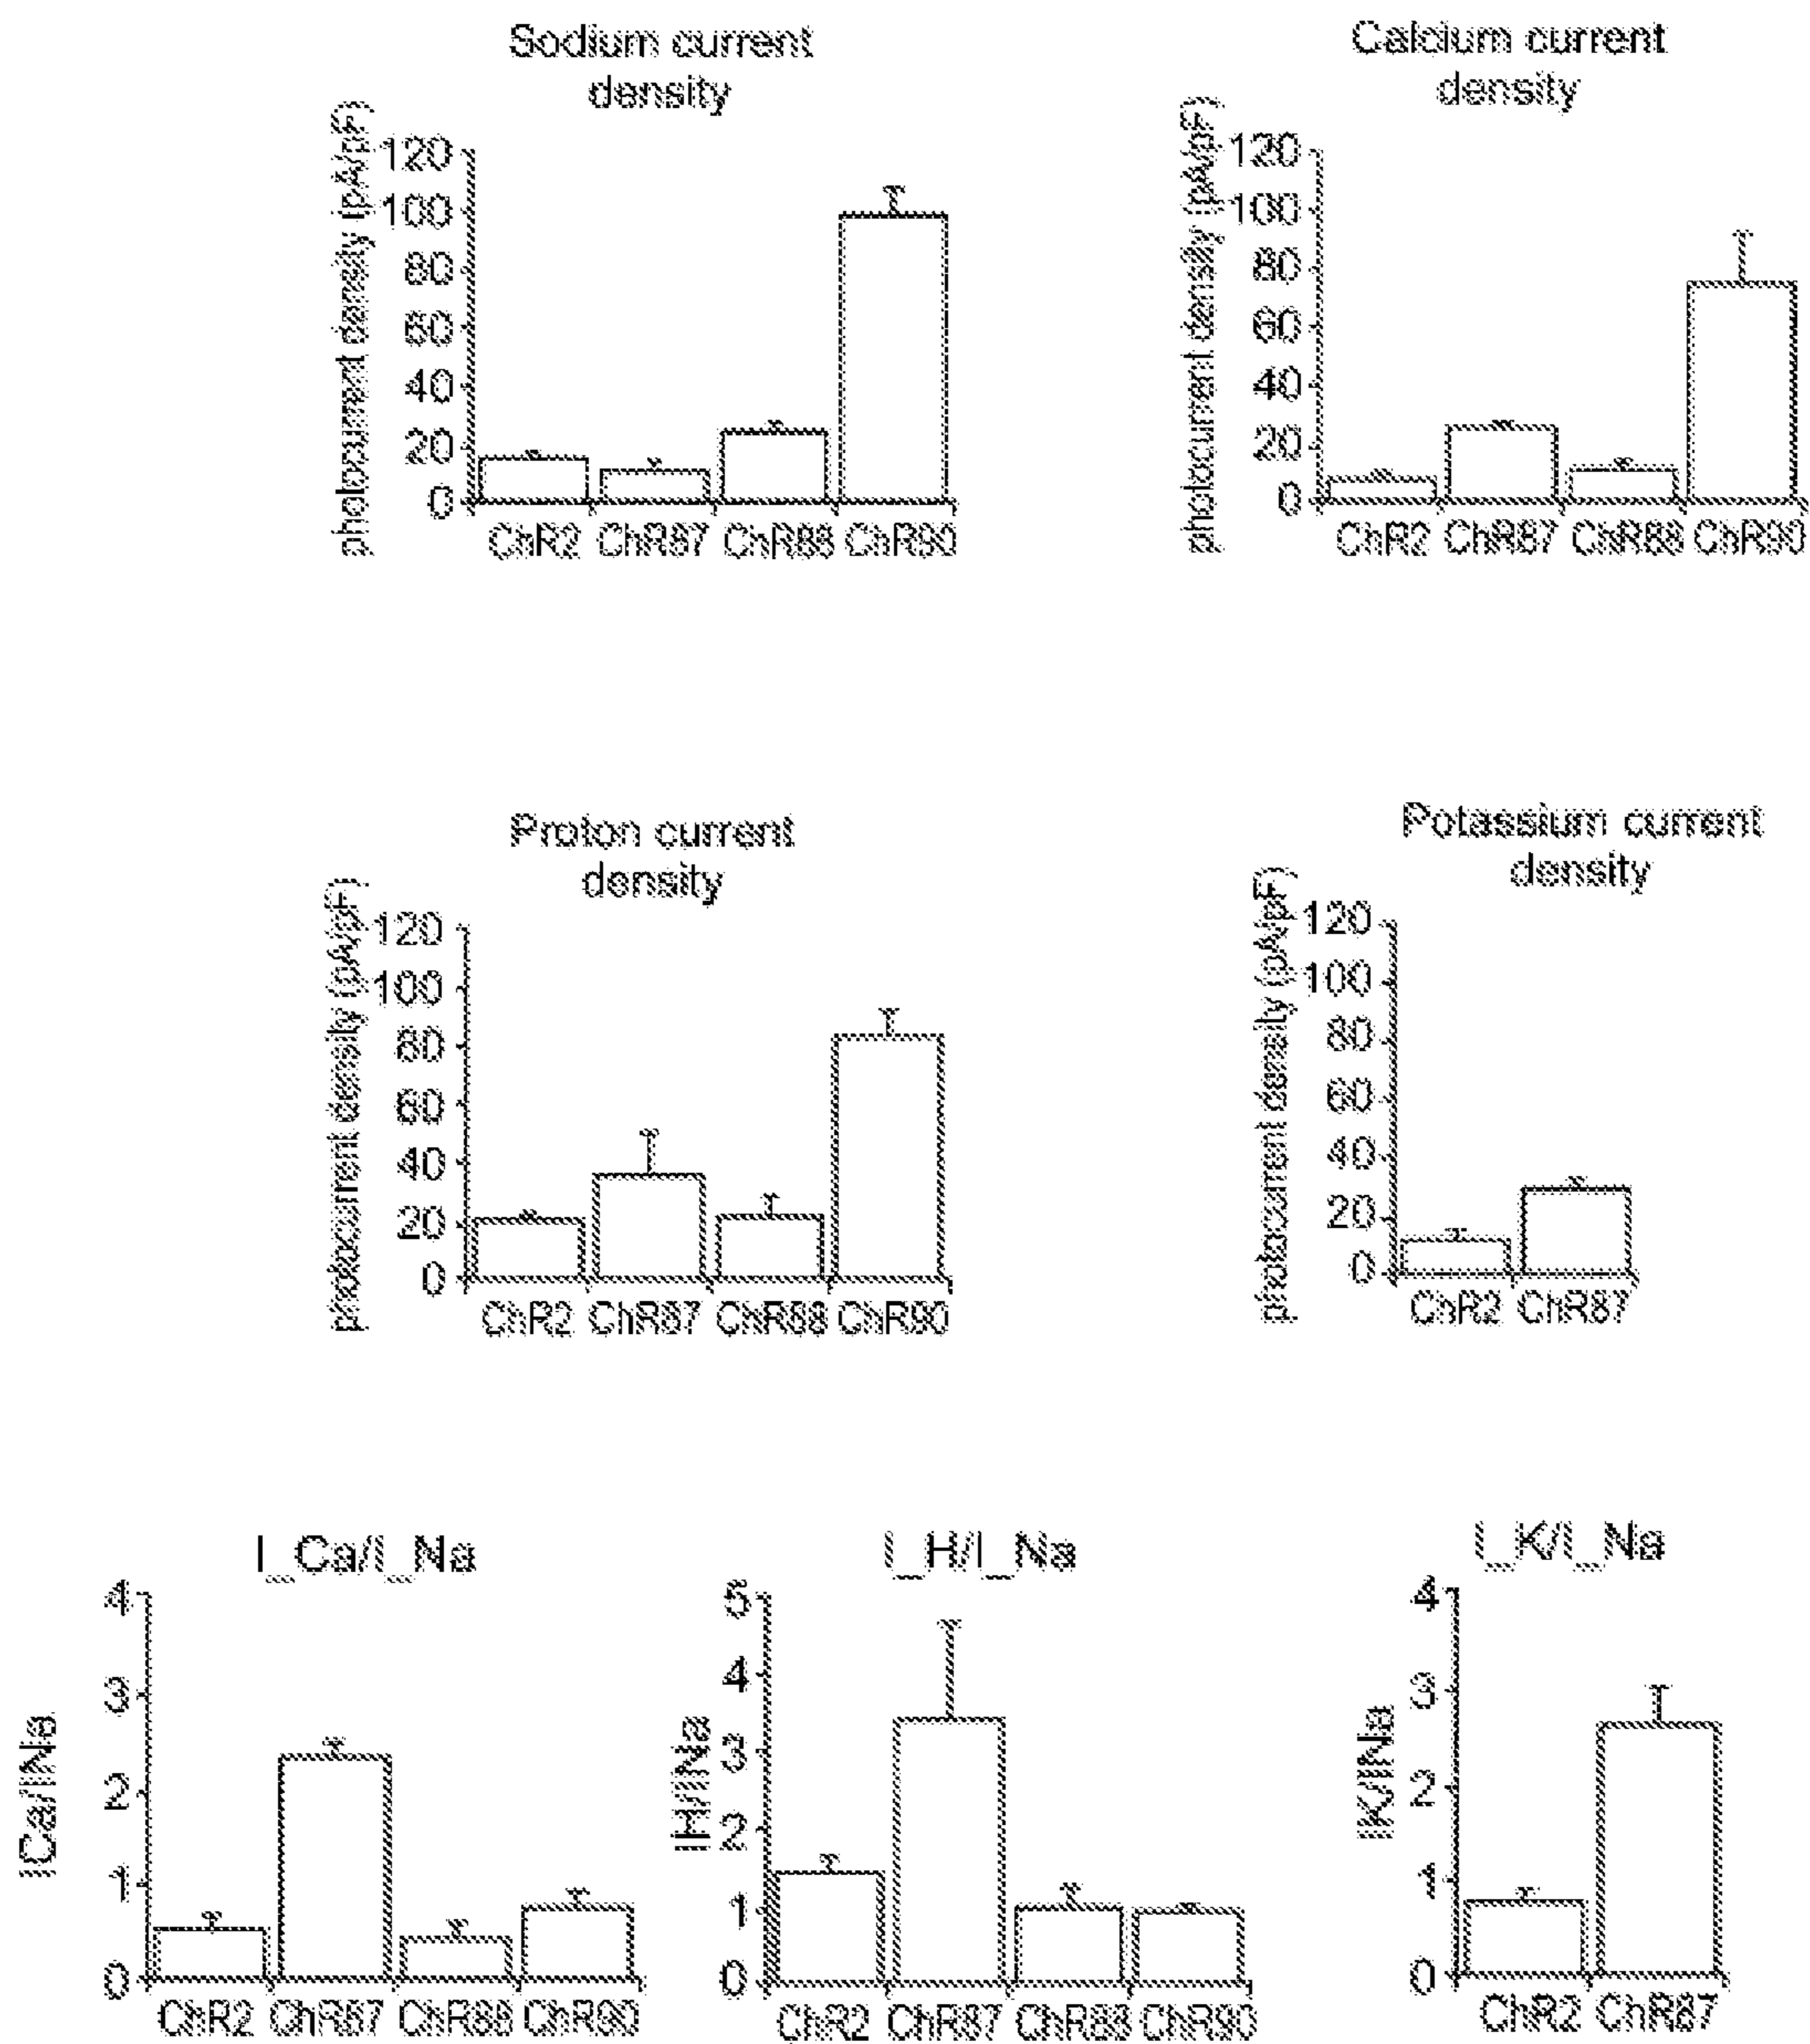 Sodium current
density
photocurrent density (pA/pF)
120
100
80
60
40
20
0
ChR2 ChR87 ChR88 ChR90
Calcium current
density
photocurrent density (pA/pF)
120
100
80
60
40
20
0
ChR2 ChR87 ChR88 ChR90
Proton current
density
photocurrent density (pA/pF)
120
100
80
60
40
20
0
ChR2 ChR87 ChR88 ChR90
Potassium current
density
photocurrent density (pA/pF)
120
100
80
60
40
20
0
ChR2 ChR87
I_Ca/I_Na
ICa/INa
4
3
2
1
0
ChR2 ChR87 ChR88 ChR90
I_H/I_Na
IH/INa
5
4
3
2
1
0
ChR2 ChR87 ChR88 ChR90
I_K/I_Na
IK/INa
4
3
2
1
0
ChR2 ChR87